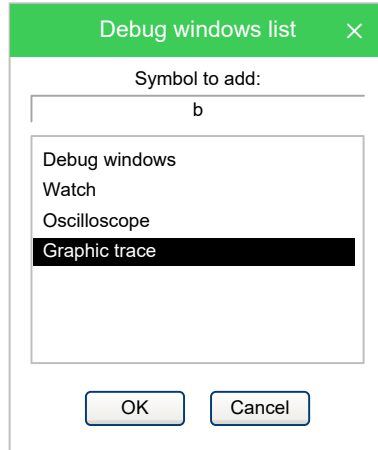 Debug windows list
Symbol to add:
b
Debug windows
Watch
Oscilloscope
Graphic trace
OK
Cancel